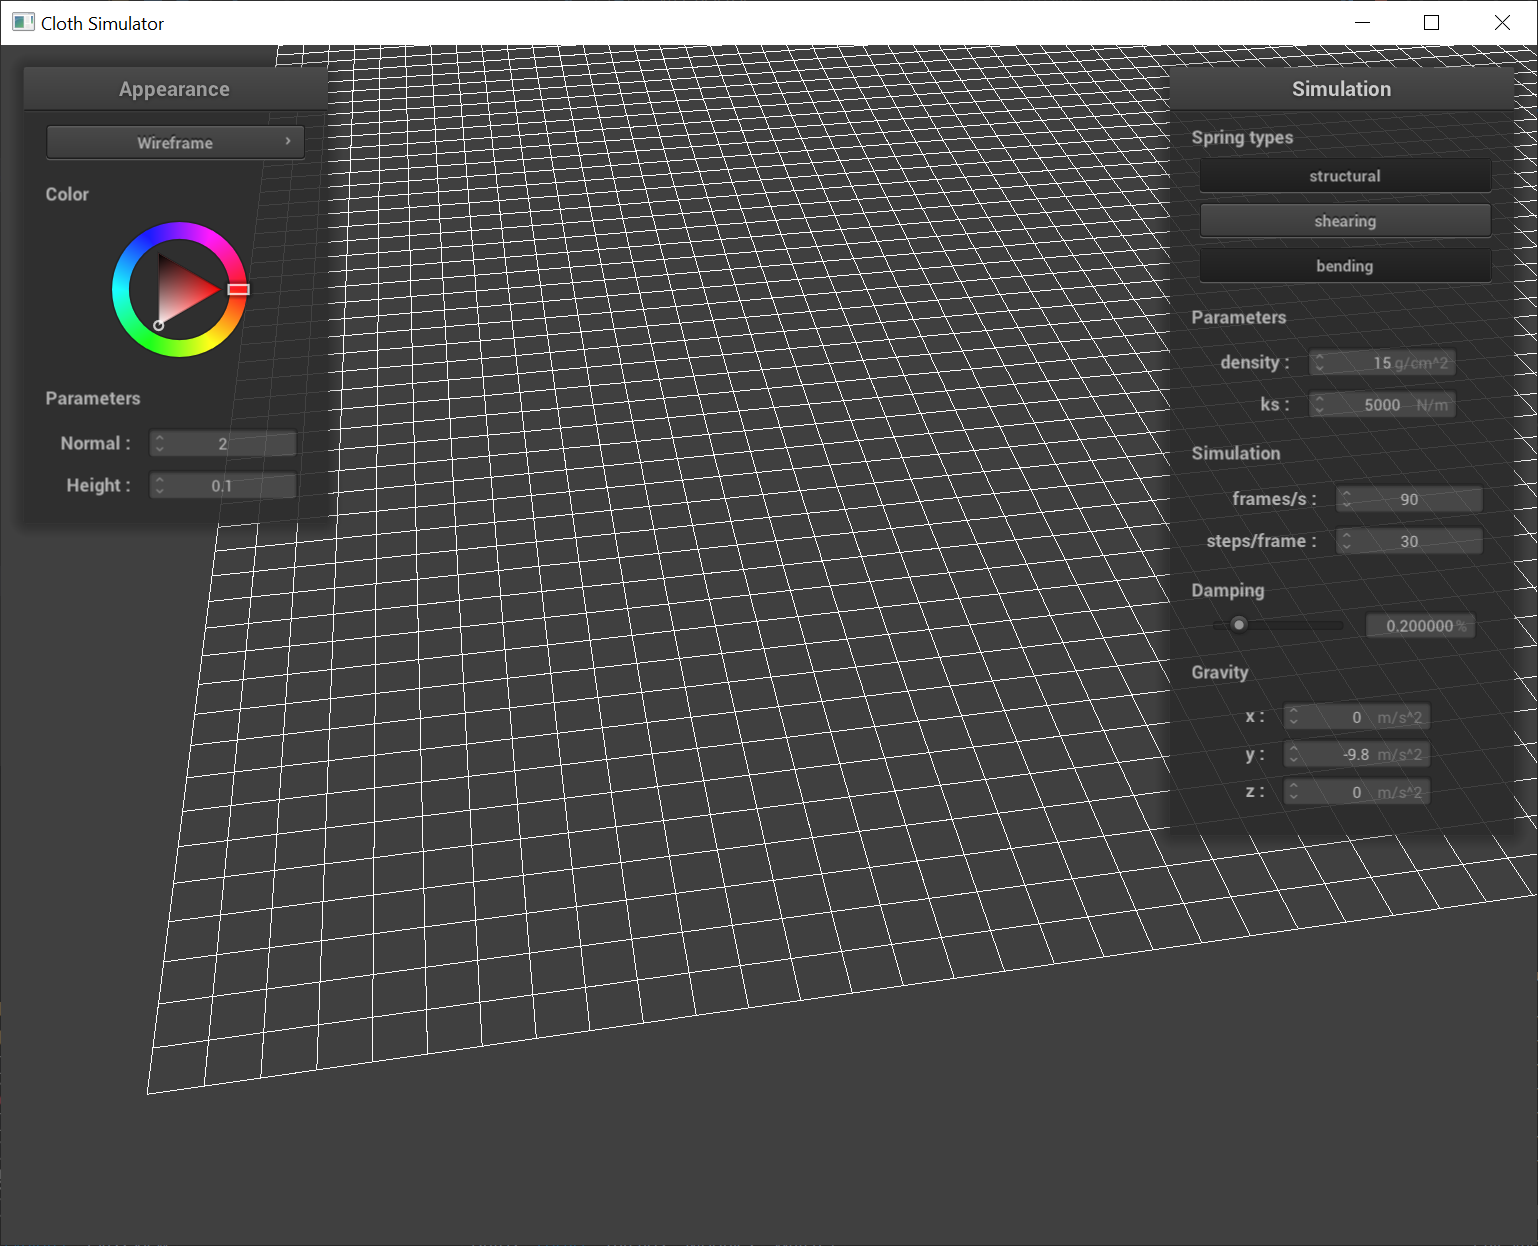 Cloth Simulator
Appearance
Wireframe
Color
Parameters
Normal : 2
Height : 0.1
Simulation
Spring types
structural
shearing
bending
Parameters
density : 15 g/cm^2
ks : 5000 N/m
Simulation
frames/s : 90
steps/frame : 30
Damping
0.200000 %
Gravity
x : 0 m/s^2
y : -9.8 m/s^2
z : 0 m/s^2